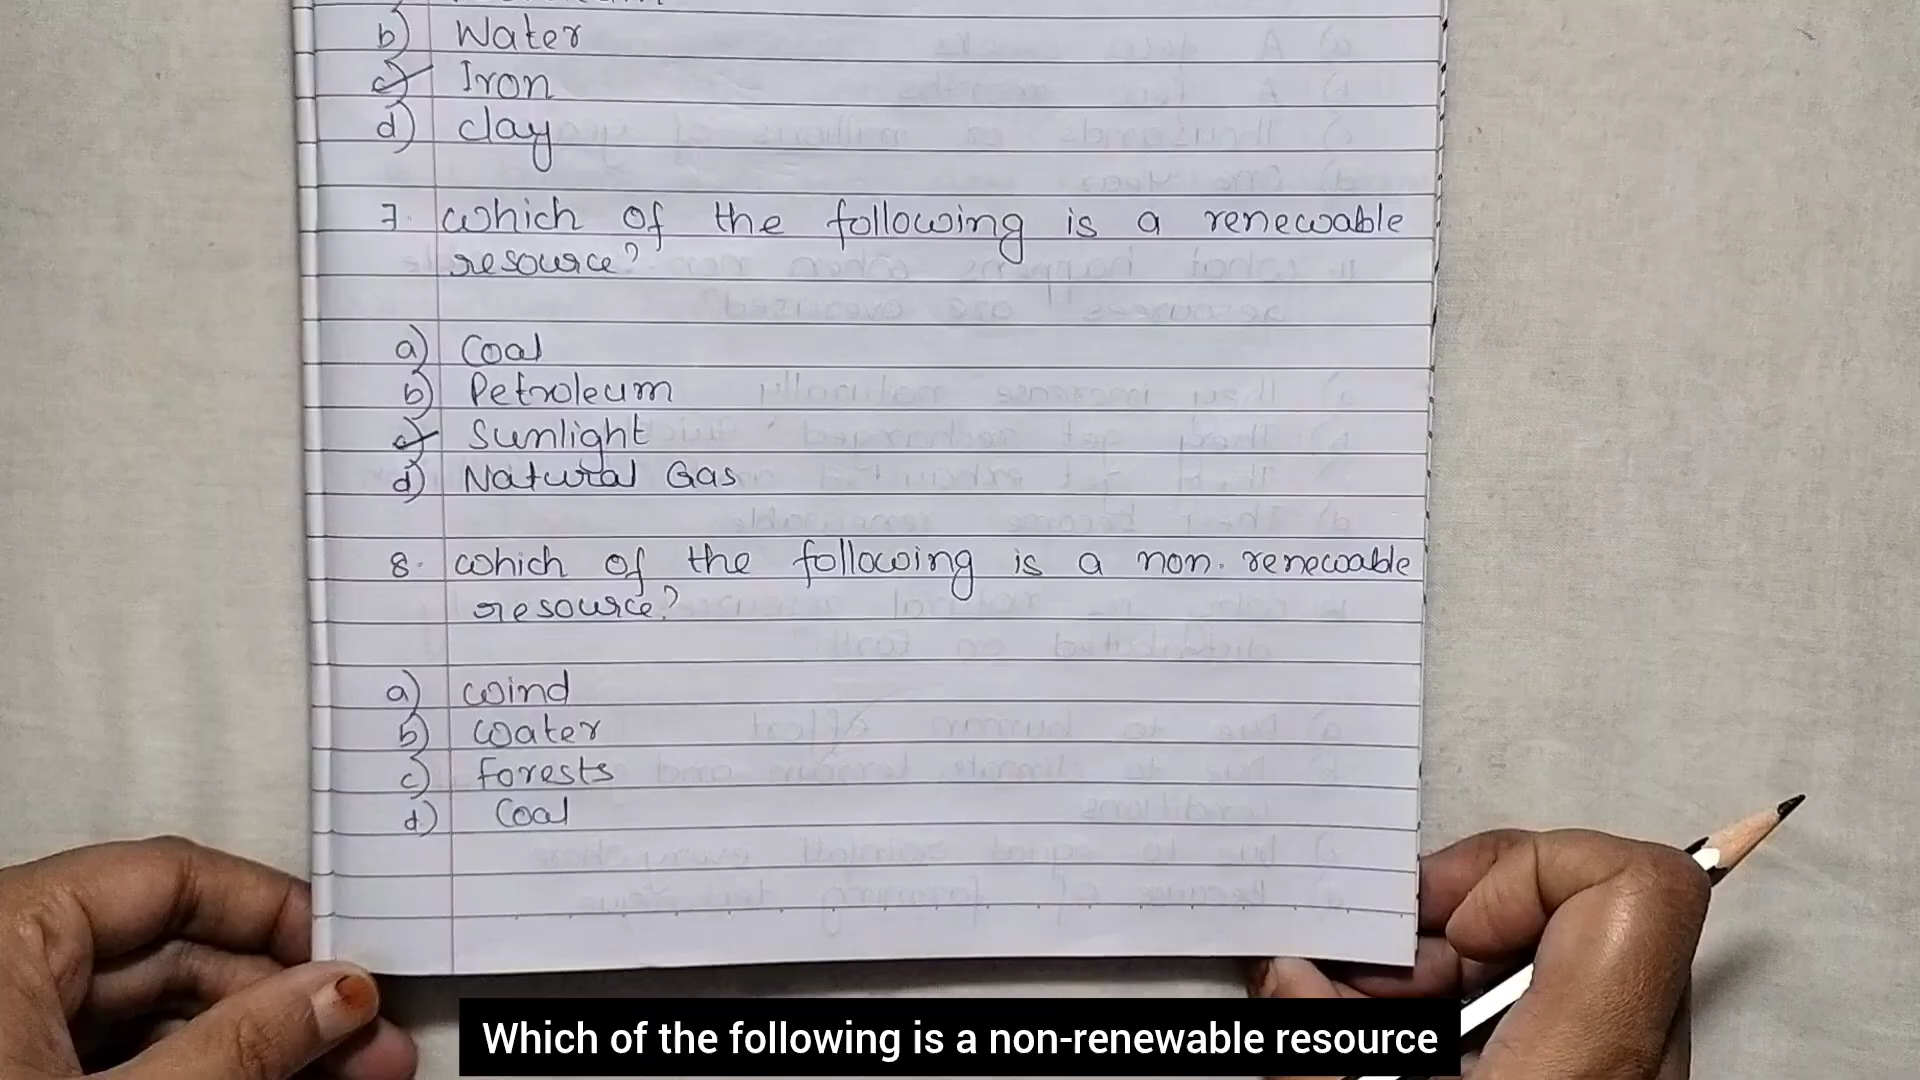 b) Water
c) Iron
d) clay
7. Which of the following is a renewable
resource?
a) Coal
b) Petroleum
c) Sunlight
d) Natural Gas
8. Which of the following is a non-renewable
resource?
a) Wind
b) Water
c) Forests
d) Coal
Which of the following is a non-renewable resource